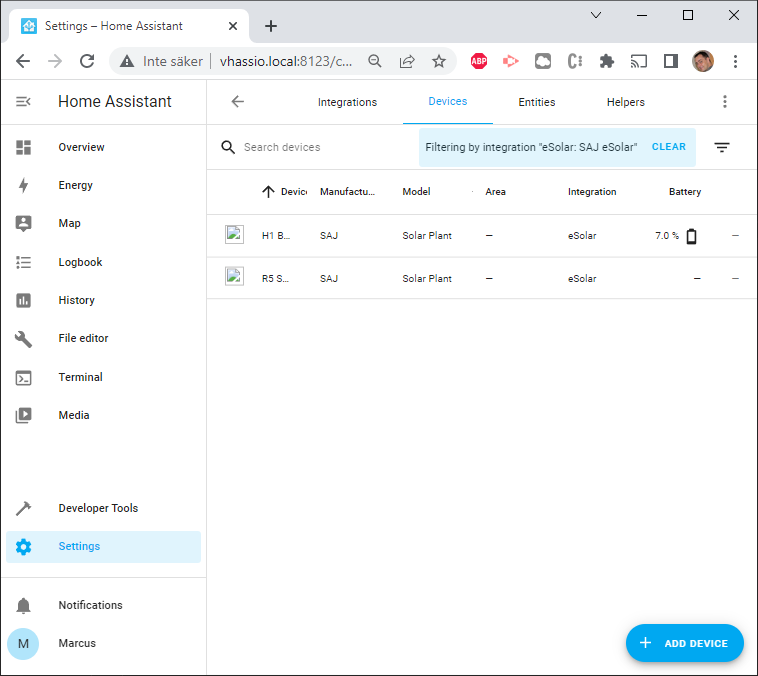 Settings – Home Assistant
Inte säker vhassio.local:8123/c...
ABP
Home Assistant
Integrations Devices Entities Helpers
Search devices Filtering by integration "eSolar: SAJ eSolar" CLEAR
Overview
Energy
Map
Logbook
History
File editor
Terminal
Media
Developer Tools
Settings
Notifications
M Marcus
Devic Manufactu... Model Area Integration Battery
H1 B... SAJ Solar Plant – eSolar 7.0 % –
R5 S... SAJ Solar Plant – eSolar – –
+ ADD DEVICE